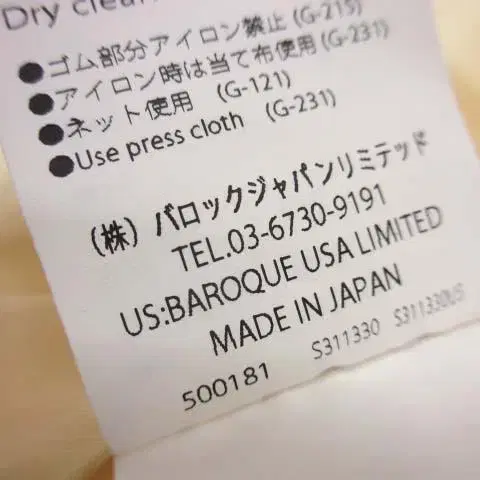 Dry clean
●ゴム部分アイロン禁止(G-215)
●アイロン時は当て布使用(G-231)
●ネット使用 (G-121)
●Use press cloth (G-231)
(株) バロックジャパンリミテッド
TEL.03-6730-9191
US:BAROQUE USA LIMITED
MADE IN JAPAN
500181 S311330 S311330US